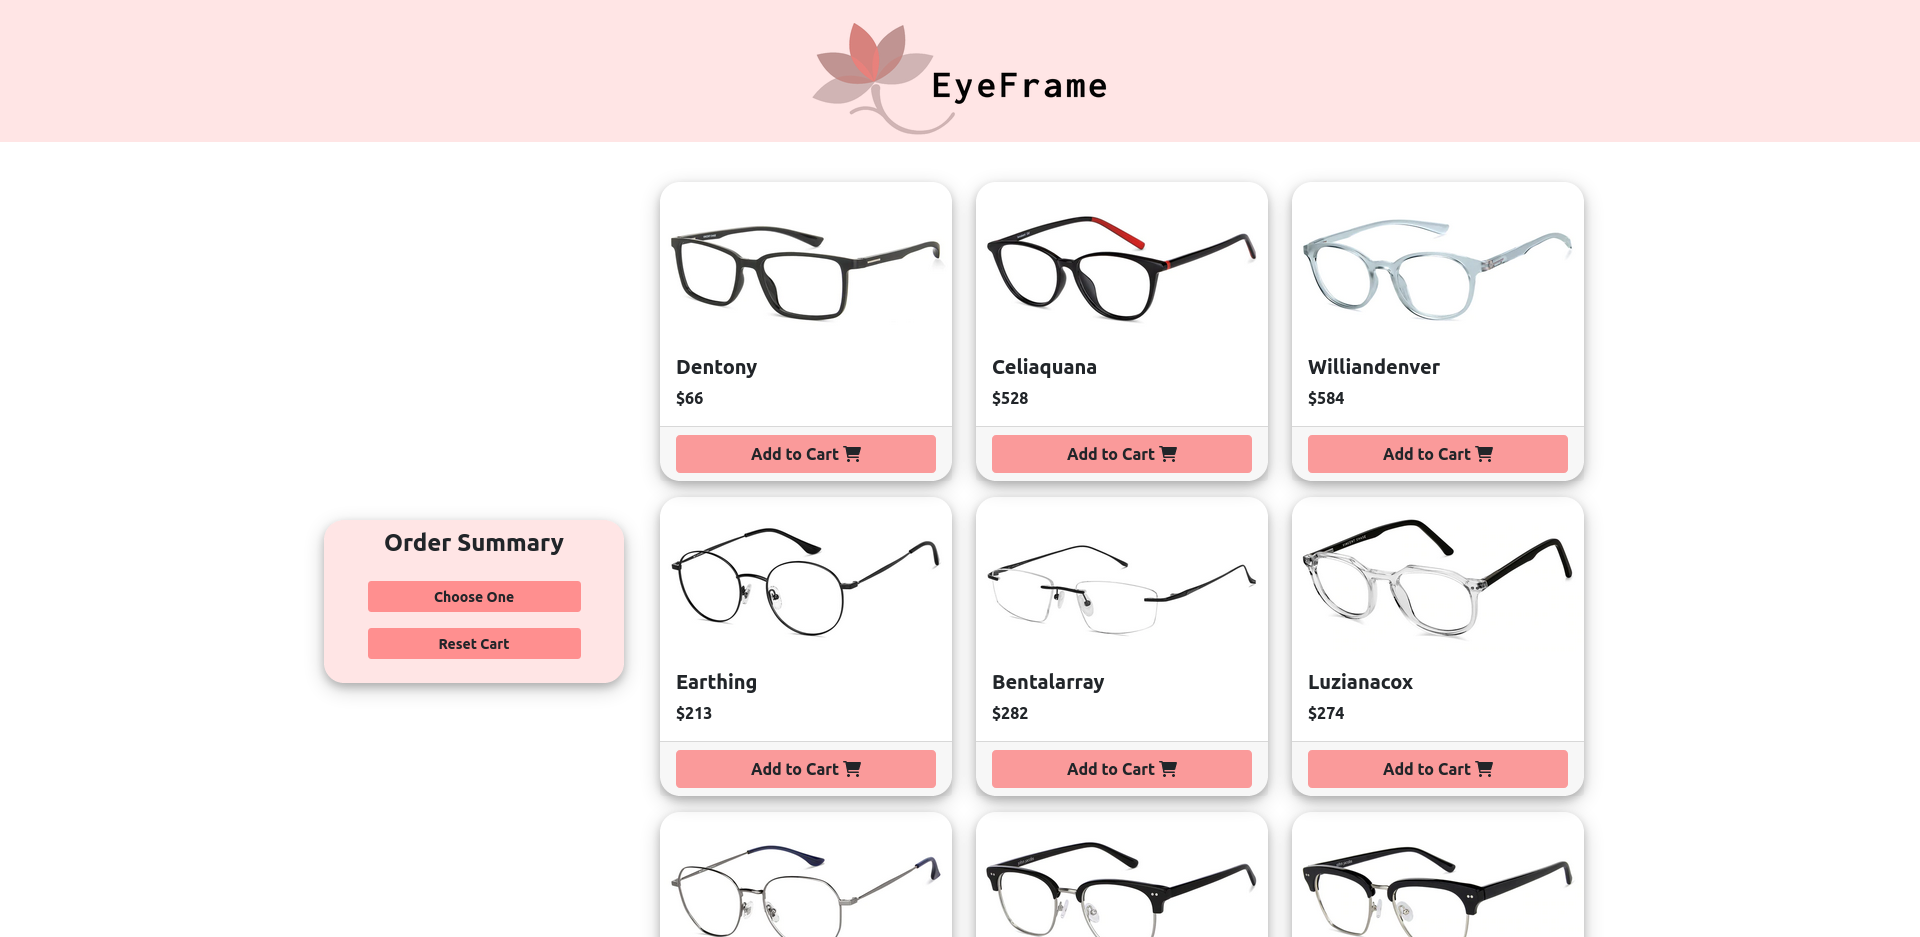 EyeFrame
Order Summary
Choose One
Reset Cart
Dentony
$66
Add to Cart
Celiaquana
$528
Add to Cart
Williandenver
$584
Add to Cart
Earthing
$213
Add to Cart
Bentalarray
$282
Add to Cart
Luzianacox
$274
Add to Cart